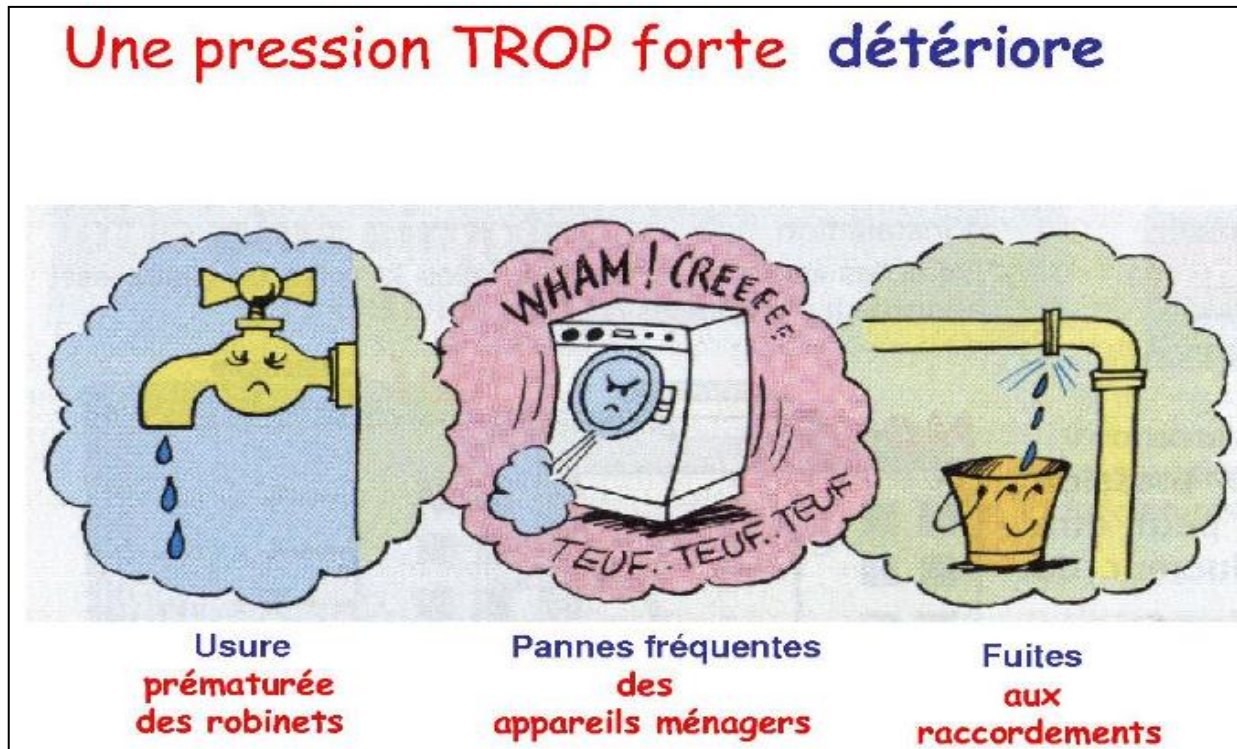 Une pression TROP forte détériore
WHAM ! CREEEEE
TEUF..TEUF..TEUF
Usure
prématurée
des robinets
Pannes fréquentes
des
appareils ménagers
Fuites
aux
raccordements